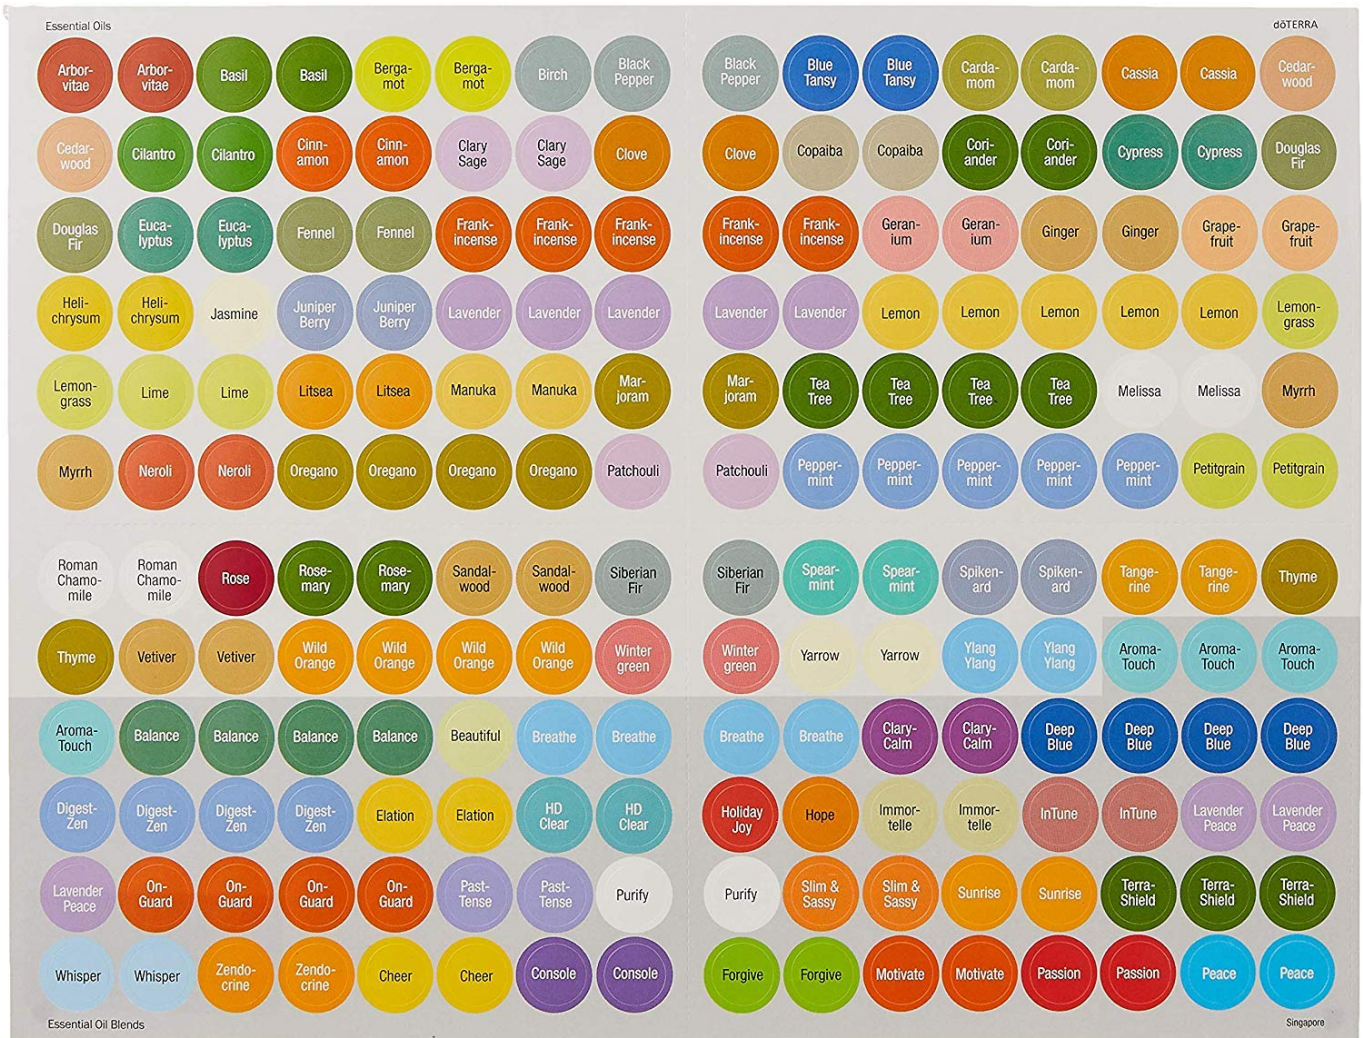 Essential Oils
dōTERRA
Arbor-
vitae
Arbor-
vitae
Basil
Basil
Berga-
mot
Berga-
mot
Birch
Black
Pepper
Black
Pepper
Blue
Tansy
Blue
Tansy
Carda-
mom
Carda-
mom
Cassia
Cassia
Cedar-
wood
Cedar-
wood
Cilantro
Cilantro
Cinn-
amon
Cinn-
amon
Clary
Sage
Clary
Sage
Clove
Clove
Copaiba
Copaiba
Cori-
ander
Cori-
ander
Cypress
Cypress
Douglas
Fir
Douglas
Fir
Euca-
lyptus
Euca-
lyptus
Fennel
Fennel
Frank-
incense
Frank-
incense
Frank-
incense
Frank-
incense
Frank-
incense
Geran-
ium
Geran-
ium
Ginger
Ginger
Grape-
fruit
Grape-
fruit
Heli-
chrysum
Heli-
chrysum
Jasmine
Juniper
Berry
Juniper
Berry
Lavender
Lavender
Lavender
Lavender
Lavender
Lemon
Lemon
Lemon
Lemon
Lemon
Lemon-
grass
Lemon-
grass
Lime
Lime
Litsea
Litsea
Manuka
Manuka
Mar-
joram
Mar-
joram
Tea
Tree
Tea
Tree
Tea
Tree
Tea
Tree
Melissa
Melissa
Myrrh
Myrrh
Neroli
Neroli
Oregano
Oregano
Oregano
Oregano
Patchouli
Patchouli
Pepper-
mint
Pepper-
mint
Pepper-
mint
Pepper-
mint
Pepper-
mint
Petitgrain
Petitgrain
Roman
Chamo-
mile
Roman
Chamo-
mile
Rose
Rose-
mary
Rose-
mary
Sandal-
wood
Sandal-
wood
Siberian
Fir
Siberian
Fir
Spear-
mint
Spear-
mint
Spiken-
ard
Spiken-
ard
Tange-
rine
Tange-
rine
Thyme
Thyme
Vetiver
Vetiver
Wild
Orange
Wild
Orange
Wild
Orange
Wild
Orange
Winter
green
Winter
green
Yarrow
Yarrow
Ylang
Ylang
Ylang
Ylang
Aroma-
Touch
Aroma-
Touch
Aroma-
Touch
Aroma-
Touch
Balance
Balance
Balance
Balance
Beautiful
Breathe
Breathe
Breathe
Breathe
Clary-
Calm
Clary-
Calm
Deep
Blue
Deep
Blue
Deep
Blue
Deep
Blue
Digest-
Zen
Digest-
Zen
Digest-
Zen
Digest-
Zen
Elation
Elation
HD
Clear
HD
Clear
Holiday
Joy
Hope
Immor-
telle
Immor-
telle
InTune
InTune
Lavender
Peace
Lavender
Peace
Lavender
Peace
On-
Guard
On-
Guard
On-
Guard
On-
Guard
Past-
Tense
Past-
Tense
Purify
Purify
Slim &
Sassy
Slim &
Sassy
Sunrise
Sunrise
Terra-
Shield
Terra-
Shield
Terra-
Shield
Whisper
Whisper
Zendo-
crine
Zendo-
crine
Cheer
Cheer
Console
Console
Forgive
Forgive
Motivate
Motivate
Passion
Passion
Peace
Peace
Essential Oil Blends
Singapore